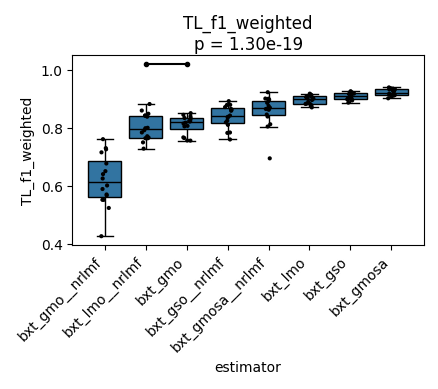 TL_f1_weighted
p = 1.30e-19
TL_f1_weighted
1.0
0.8
0.6
0.4
bxt_gmo__nrlmf
bxt_lmo__nrlmf
bxt_gmo
bxt_gso__nrlmf
bxt_gmosa__nrlmf
bxt_lmo
bxt_gso
bxt_gmosa
estimator